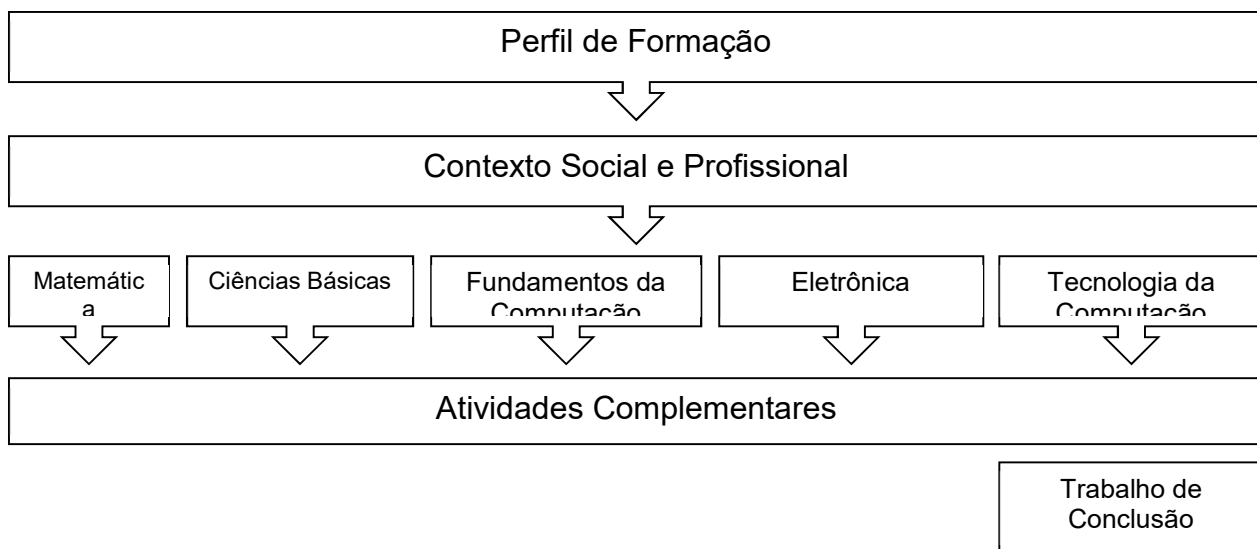 Perfil de Formação
Contexto Social e Profissional
Matemátic
a
Ciências Básicas
Fundamentos da
Computação
Eletrônica
Tecnologia da
Computação
Atividades Complementares
Trabalho de
Conclusão